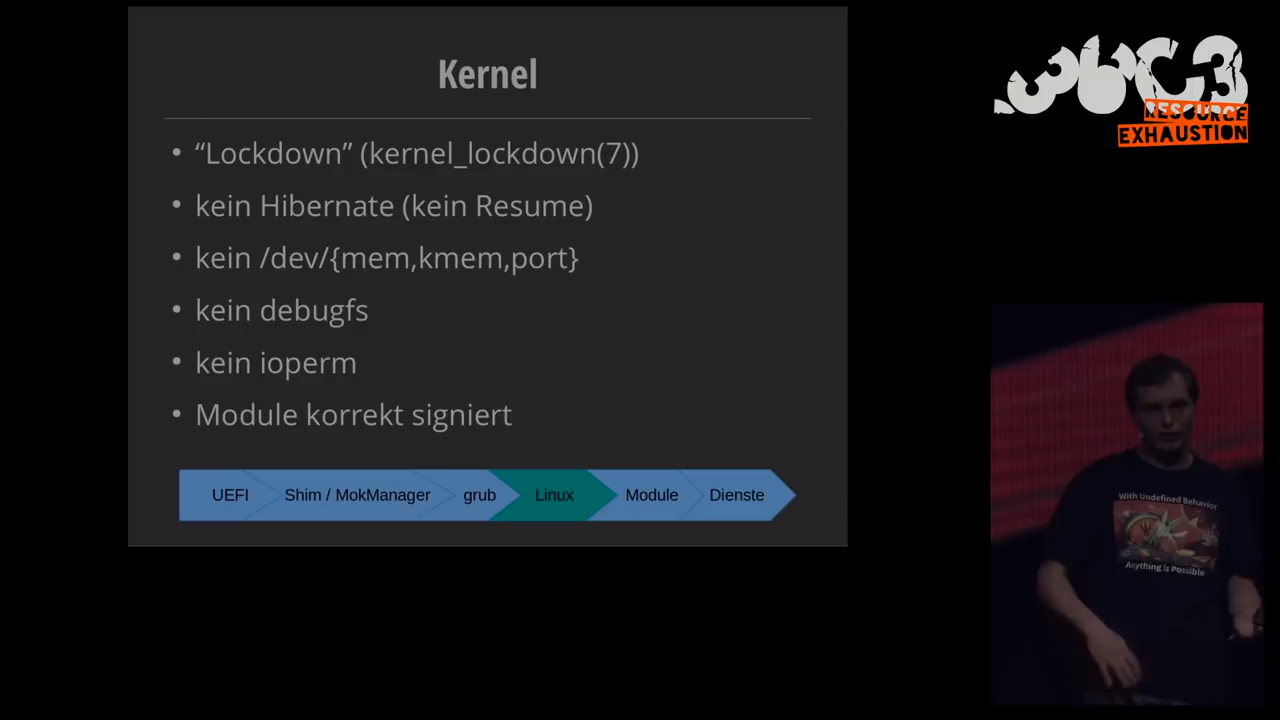 Kernel
“Lockdown” (kernel_lockdown(7))
kein Hibernate (kein Resume)
kein /dev/{mem,kmem,port}
kein debugfs
kein ioperm
Module korrekt signiert
UEFI Shim / MokManager grub Linux Module Dienste
36C3
RESOURCE
EXHAUSTION
With Undefined Behavior
Anything is Possible